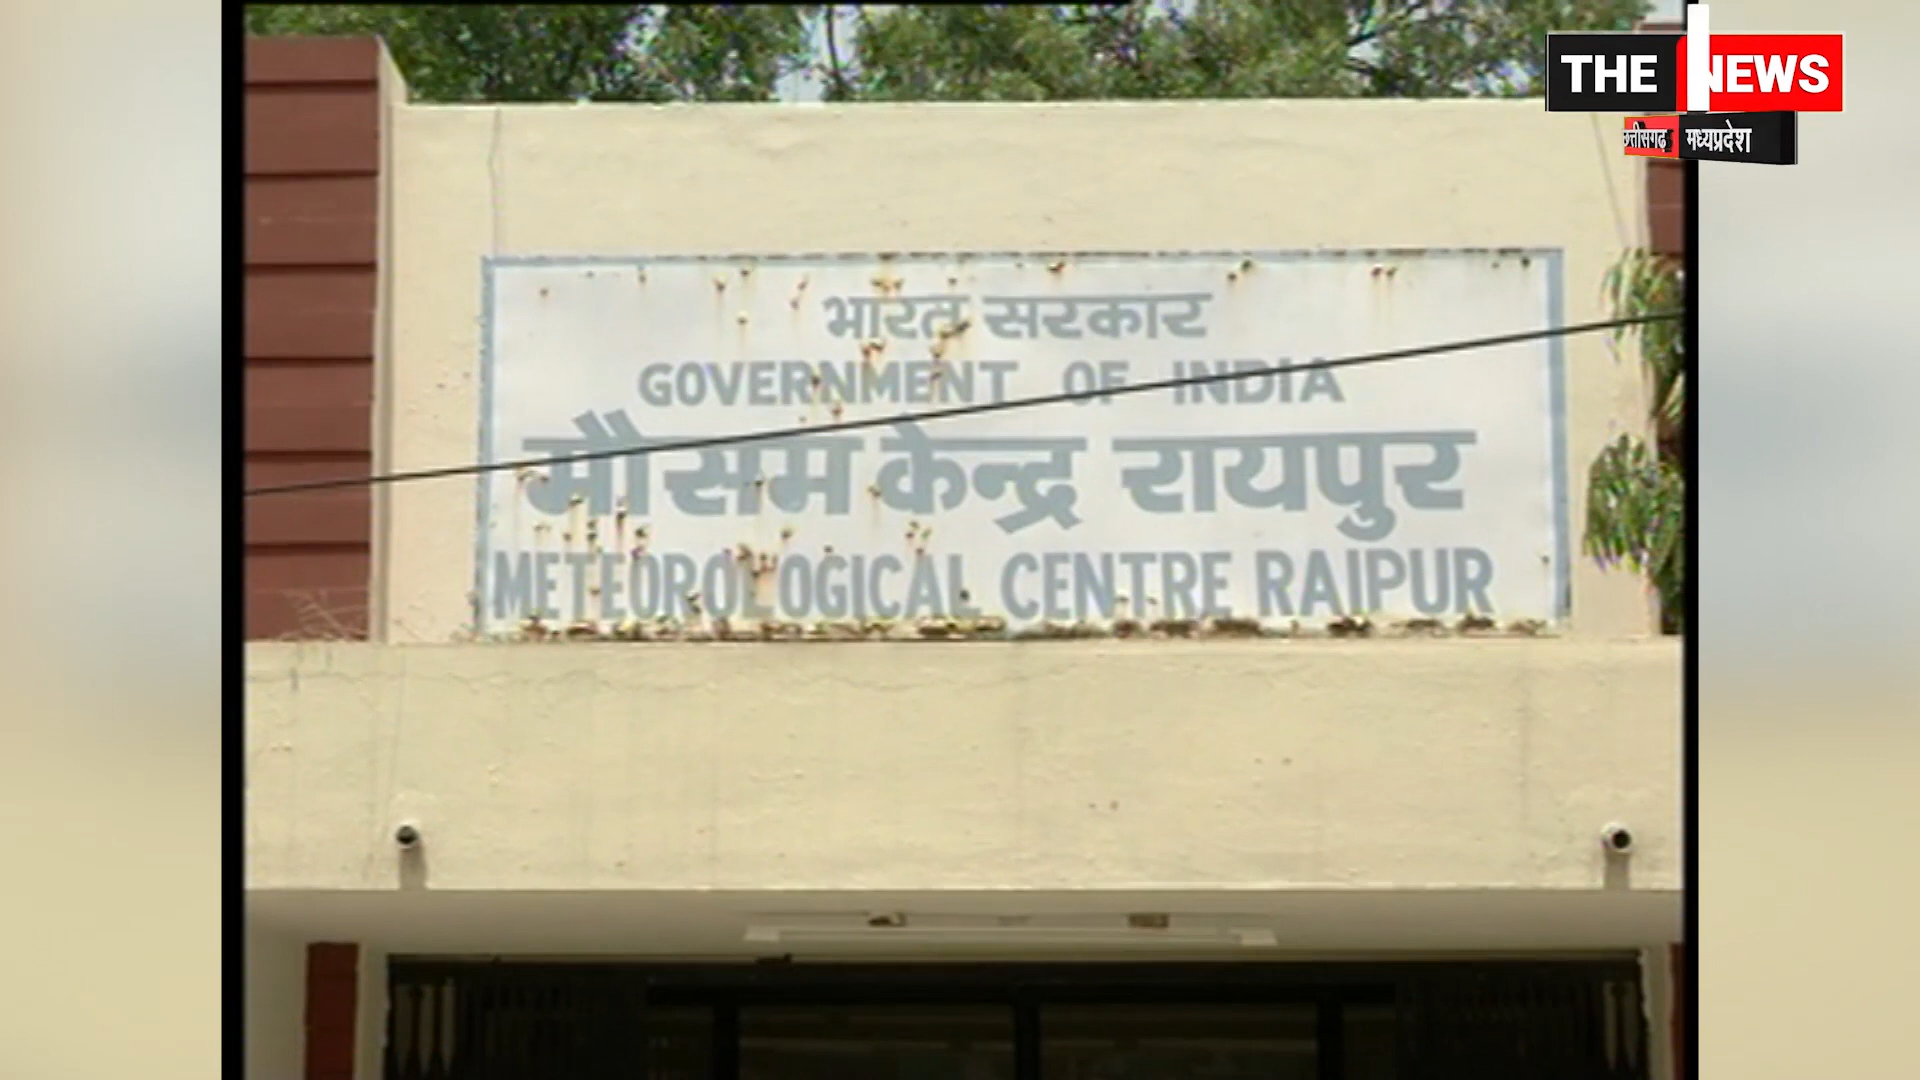 THE NEWS
छत्तीसगढ़ मध्यप्रदेश
भारत सरकार
GOVERNMENT OF INDIA
मौसम केन्द्र रायपुर
METEOROLOGICAL CENTRE RAIPUR